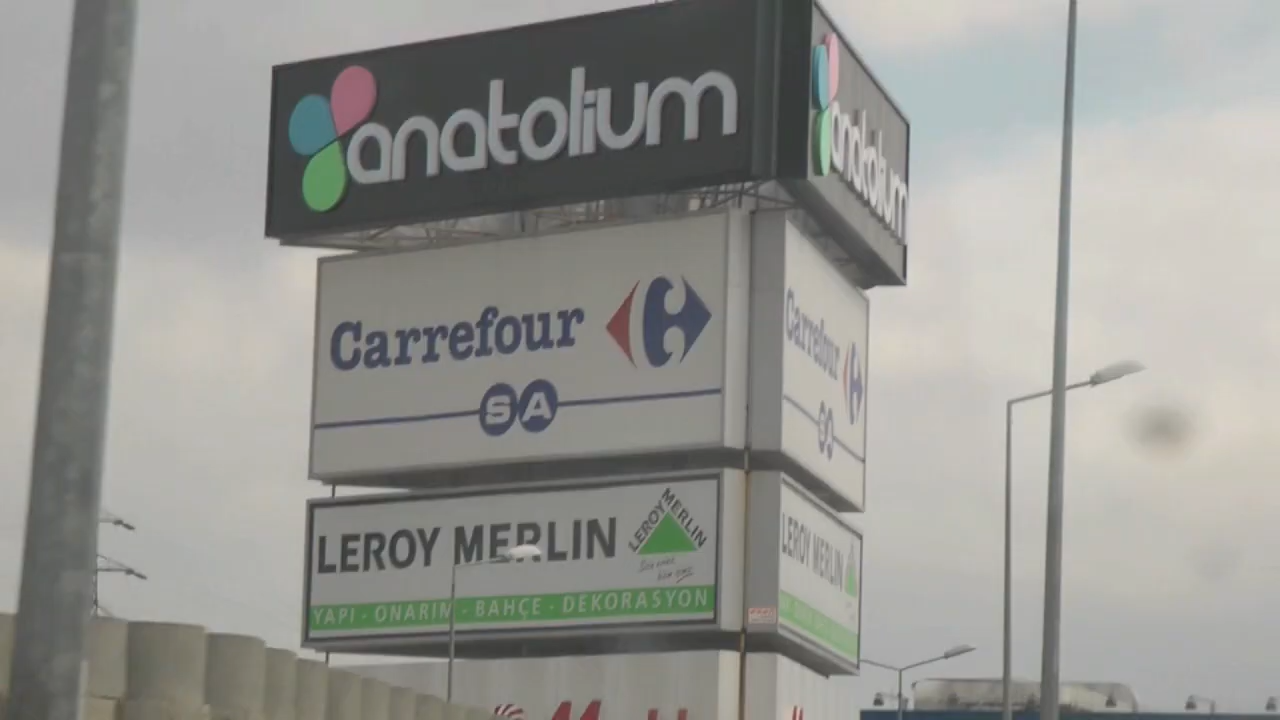 anatolium
anatolium
Carrefour
SA
Carrefour
SA
LEROY MERLIN
LEROY MERLIN
YAPI · ONARIM · BAHÇE · DEKORASYON
LEROY MERLIN